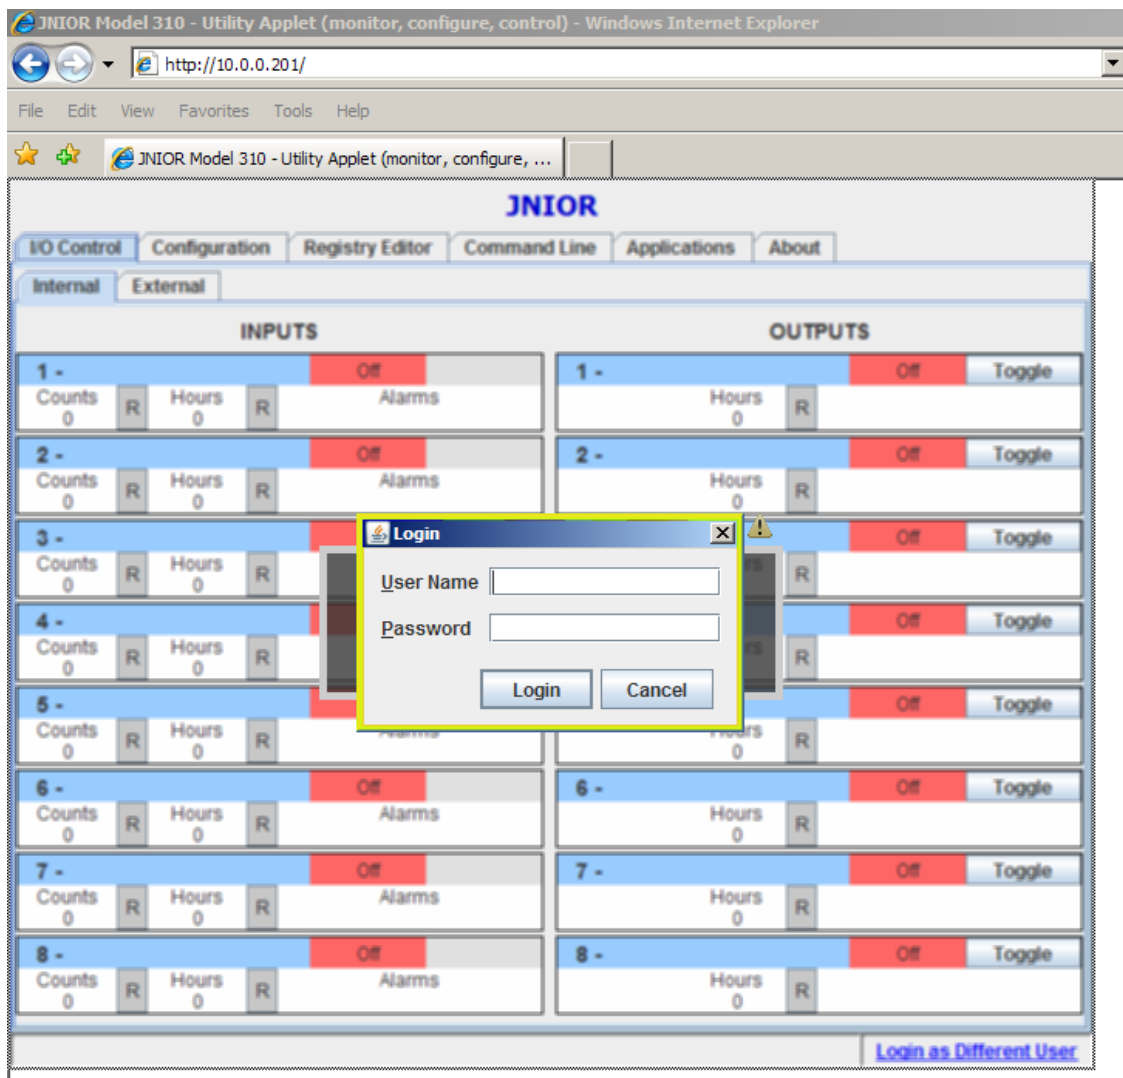 JNIOR Model 310 - Utility Applet (monitor, configure, control) - Windows Internet Explorer
http://10.0.0.201/
File Edit View Favorites Tools Help
JNIOR Model 310 - Utility Applet (monitor, configure, ...
JNIOR
I/O Control Configuration Registry Editor Command Line Applications About
Internal External
INPUTS OUTPUTS
1 - Off 1 - Off Toggle
Counts R Hours R Alarms Hours R
0 0 0
2 - Off 2 - Off Toggle
Counts R Hours R Alarms Hours R
0 0 0
Login
3 - Off Toggle
Counts R Hours R R
0 0
User Name
4 - Off Toggle
Password
Counts R Hours R R
0 0
Login Cancel
5 - Off Toggle
Counts R Hours R Alarms Hours R
0 0 0
6 - Off 6 - Off Toggle
Counts R Hours R Alarms Hours R
0 0 0
7 - Off 7 - Off Toggle
Counts R Hours R Alarms Hours R
0 0 0
8 - Off 8 - Off Toggle
Counts R Hours R Alarms Hours R
0 0 0
Login as Different User